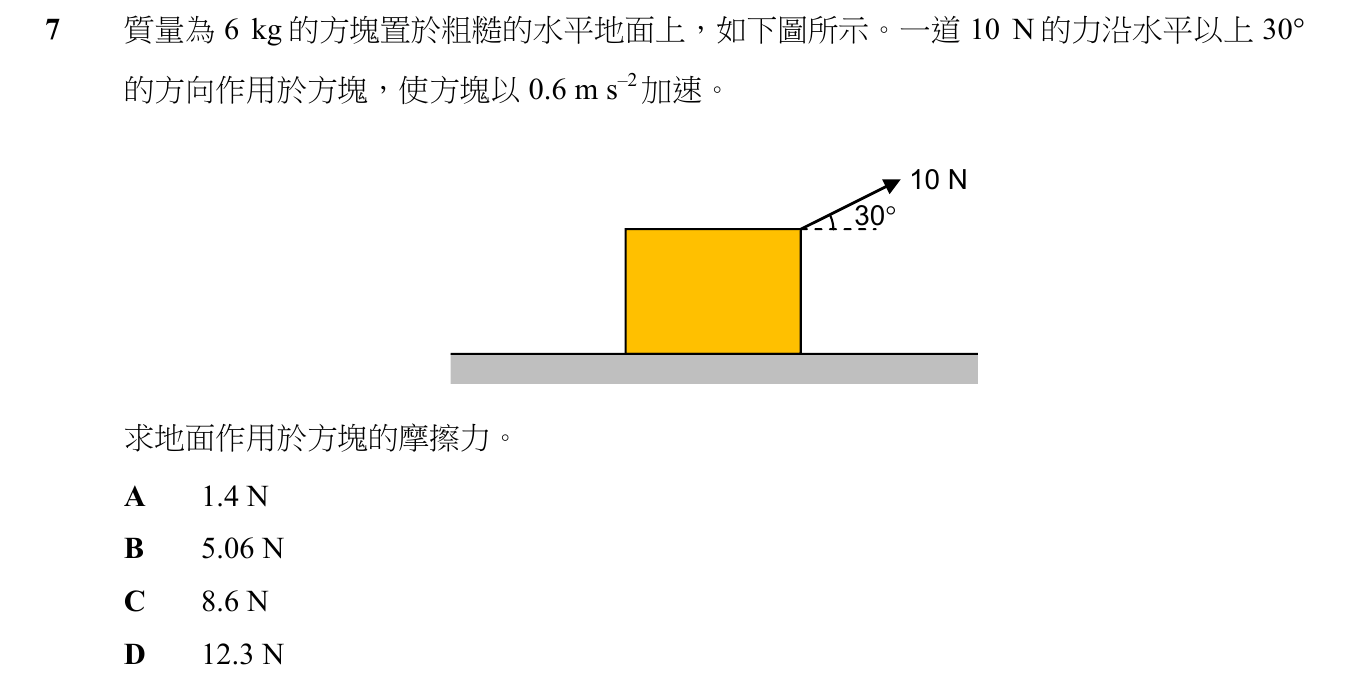 7 質量為 6 kg 的方塊置於粗糙的水平地面上，如下圖所示。一道 10 N 的力沿水平以上 30°
的方向作用於方塊，使方塊以 0.6 m s⁻² 加速。
10 N
30°
求地面作用於方塊的摩擦力。
A 1.4 N
B 5.06 N
C 8.6 N
D 12.3 N